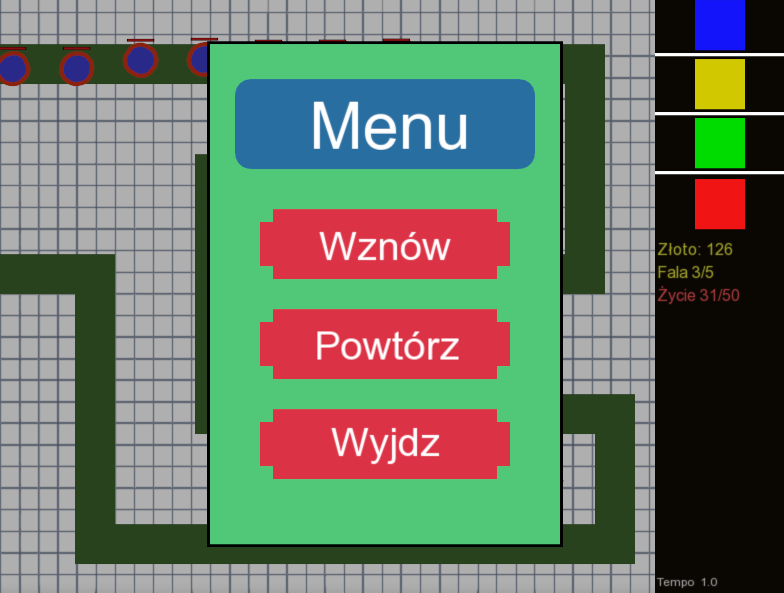 Menu
Wznów
Powtórz
Wyjdz
Złoto: 126
Fala 3/5
Życie 31/50
Tempo 1.0